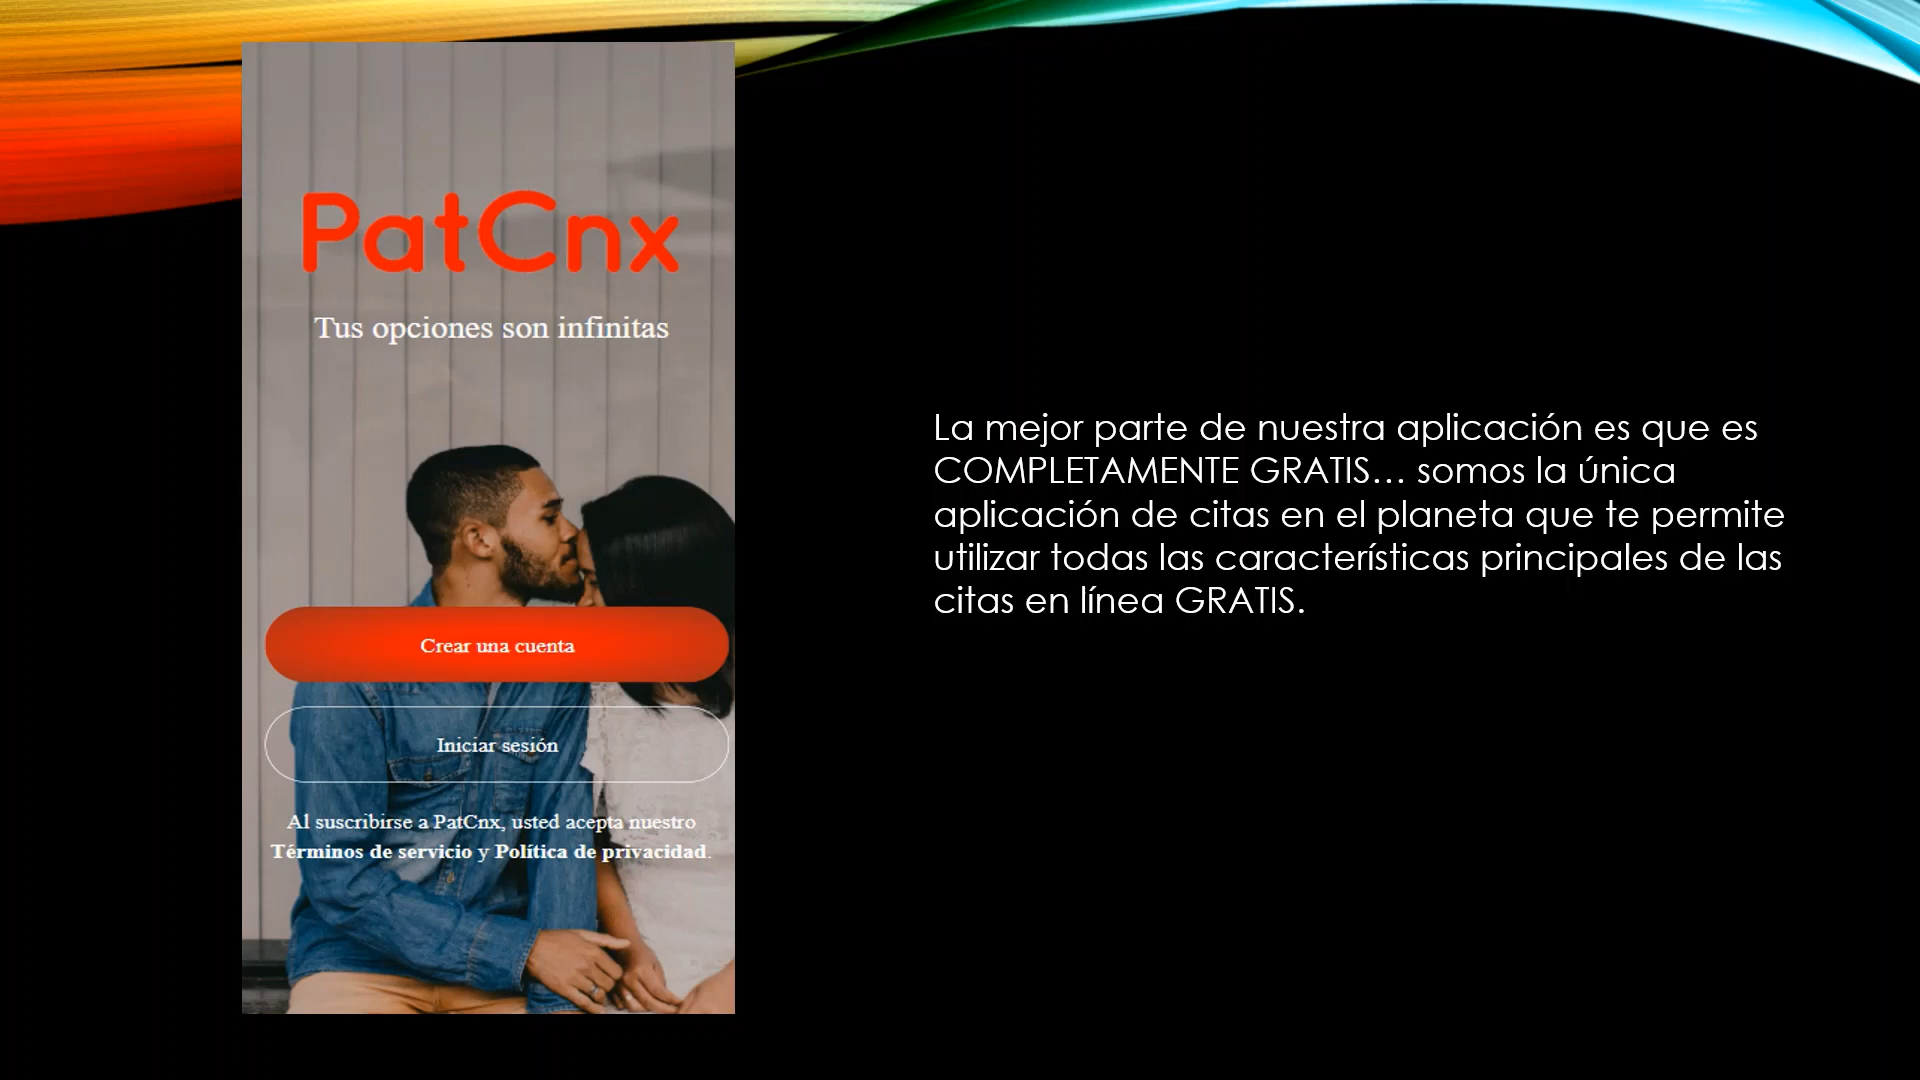 PatCnx
Tus opciones son infinitas
Crear una cuenta
Iniciar sesión
Al suscribirse a PatCnx, usted acepta nuestro
Términos de servicio y Política de privacidad.
La mejor parte de nuestra aplicación es que es
COMPLETAMENTE GRATIS… somos la única
aplicación de citas en el planeta que te permite
utilizar todas las características principales de las
citas en línea GRATIS.